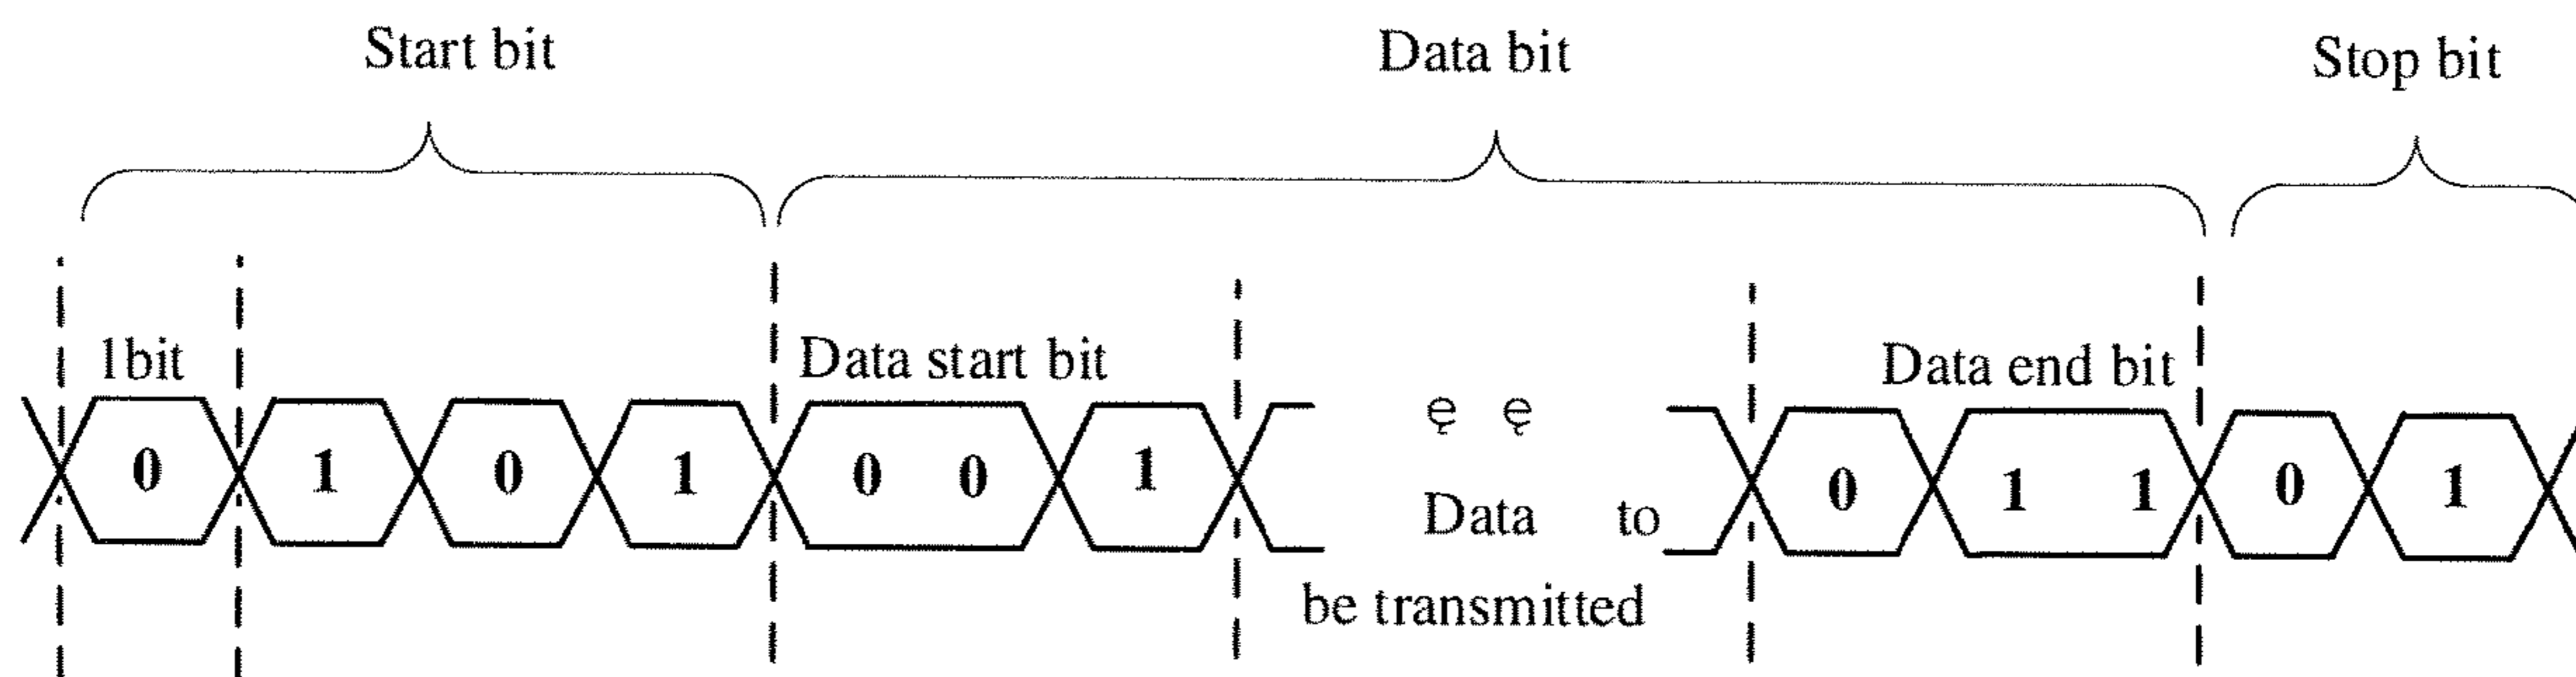 Start bit Data bit Stop bit
1bit Data start bit Data end bit
0 1 0 1 0 0 1 ę ę 0 1 1 0 1
Data to
be transmitted